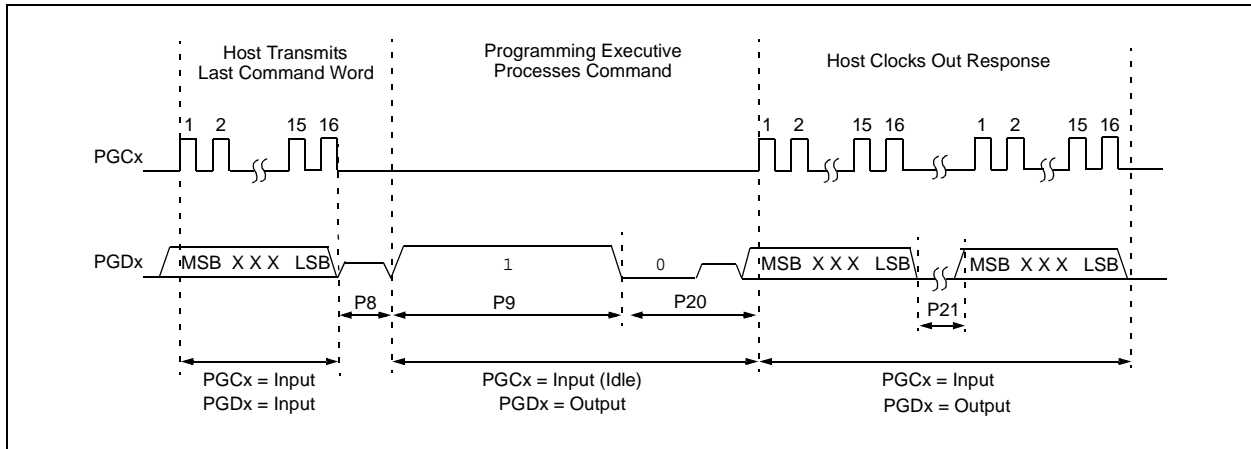 Host Transmits
Last Command Word
Programming Executive
Processes Command
Host Clocks Out Response
1 2 15 16
1 2 15 16
1 2 15 16
PGCx
PGDx
MSB X X X LSB
1
0
MSB X X X LSB
MSB X X X LSB
P8
P9
P20
P21
PGCx = Input
PGDx = Input
PGCx = Input (Idle)
PGDx = Output
PGCx = Input
PGDx = Output